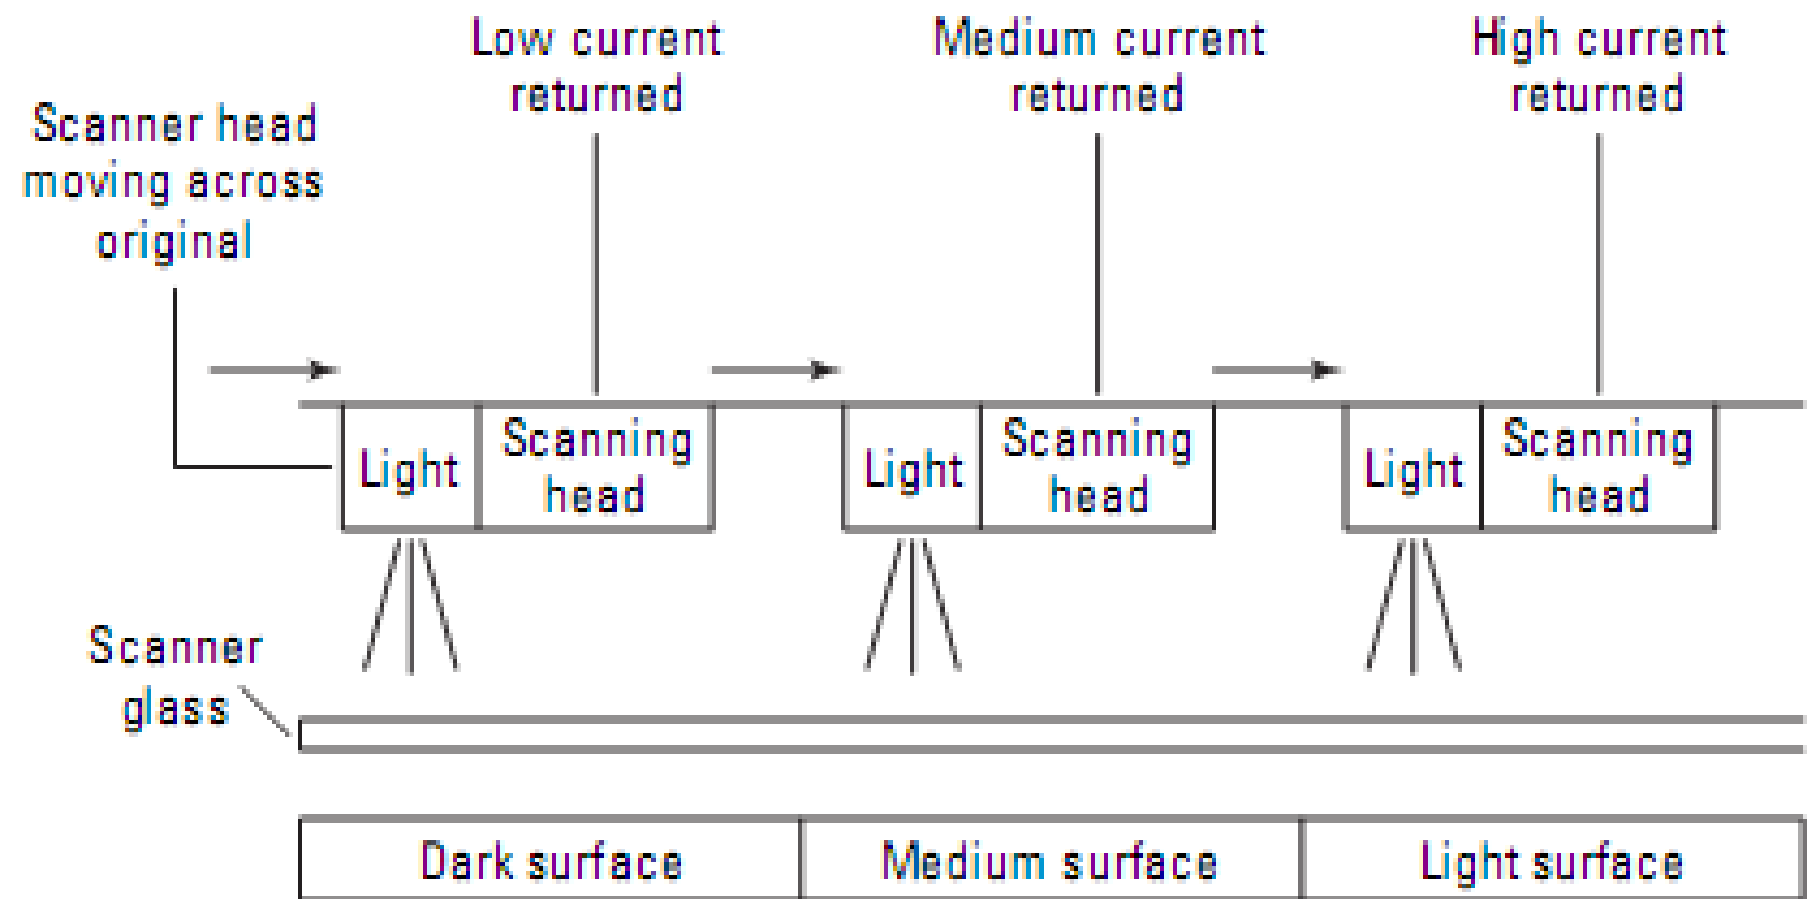 Low current
returned
Medium current
returned
High current
returned
Scanner head
moving across
original
Light
Scanning
head
Light
Scanning
head
Light
Scanning
head
Scanner
glass
Dark surface
Medium surface
Light surface